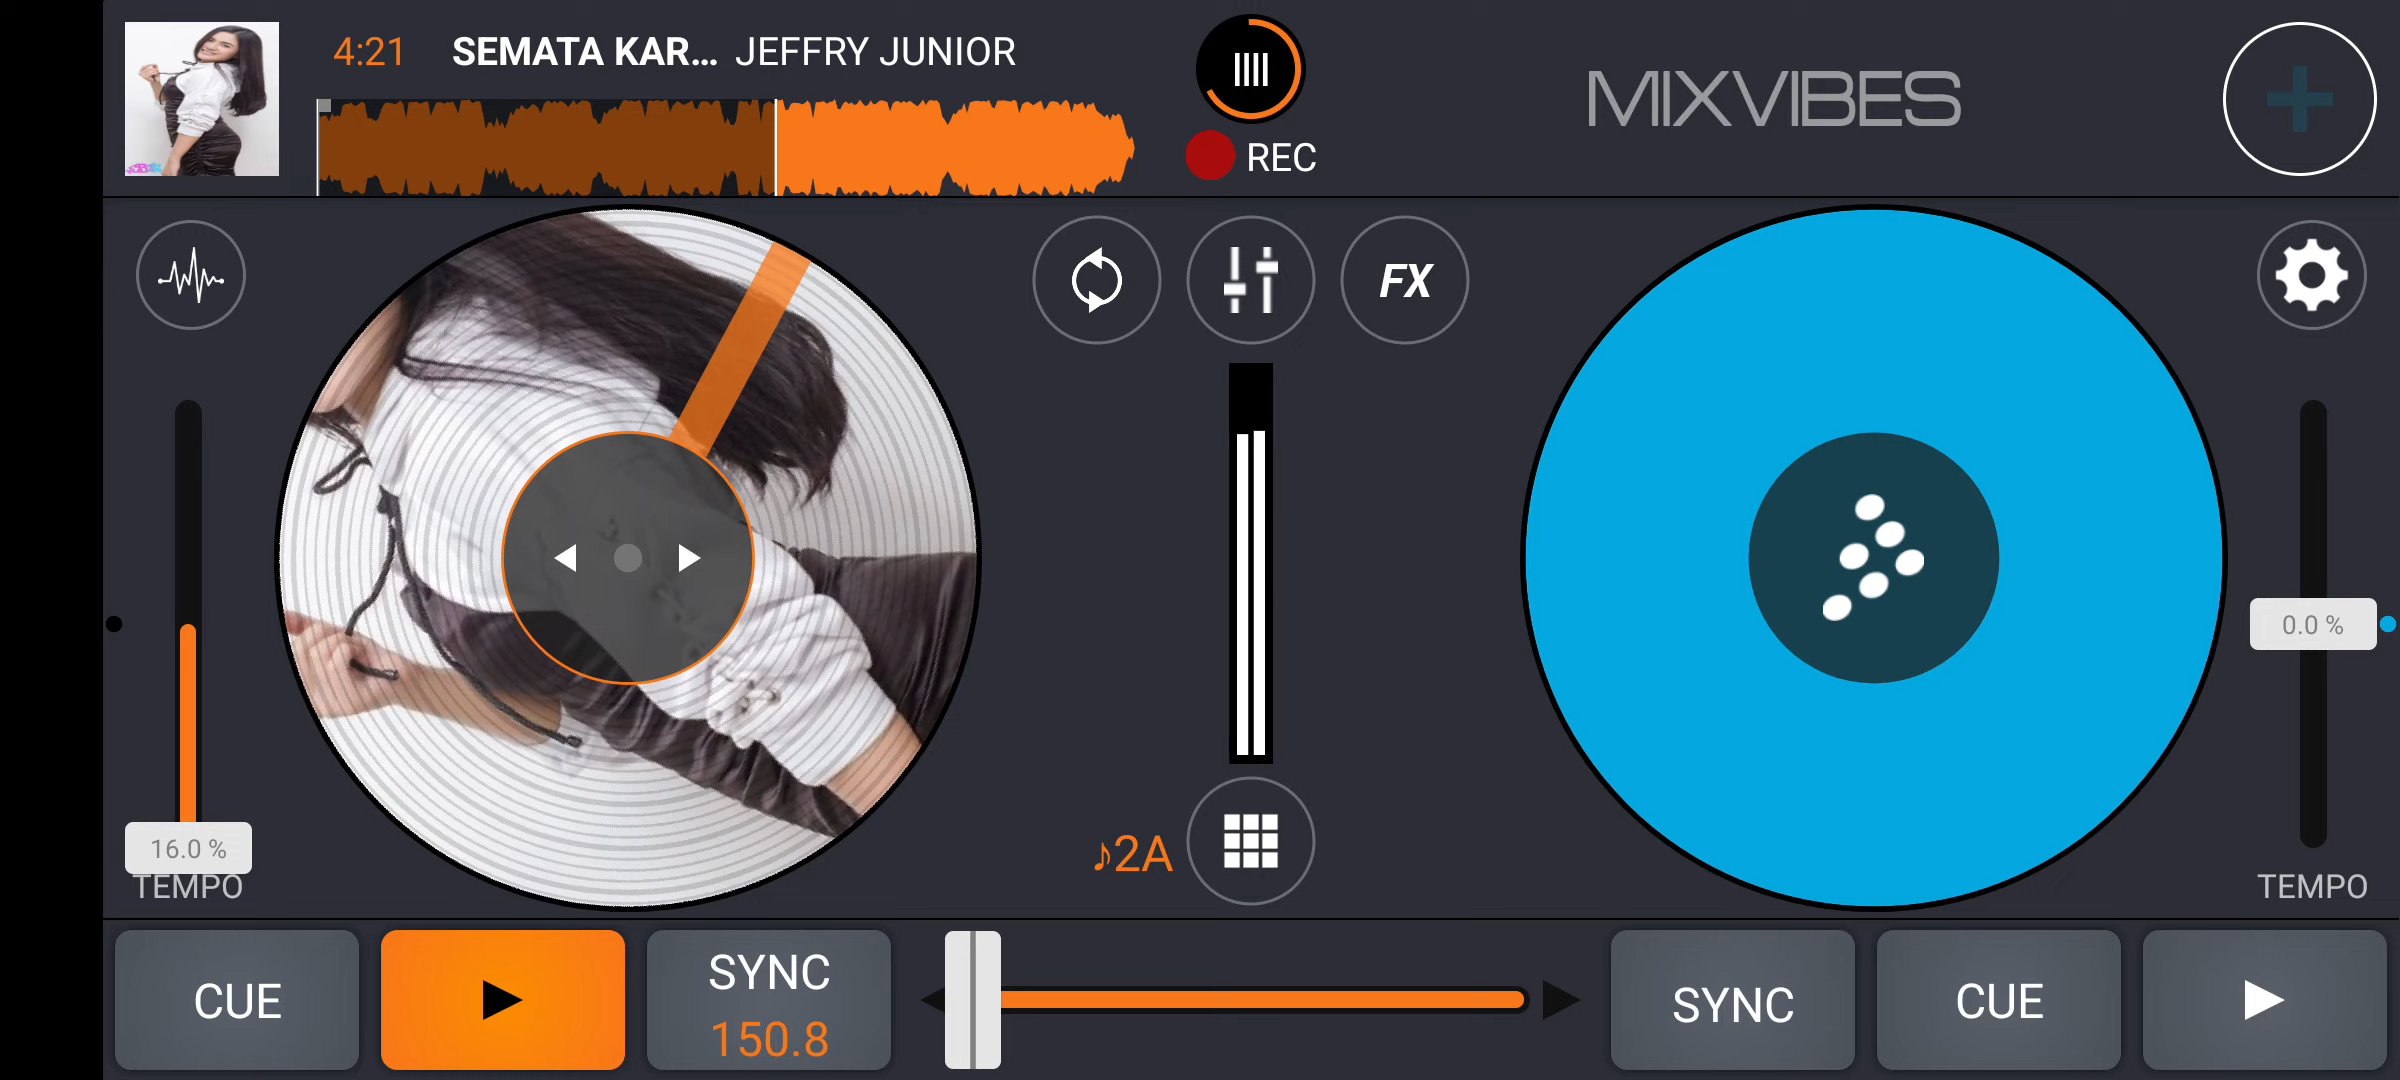 4:21 SEMATA KAR... JEFFRY JUNIOR
REC
MIXVIBES
FX
16.0 %
TEMPO
0.0 %
TEMPO
♪2A
CUE
SYNC
150.8
SYNC
CUE